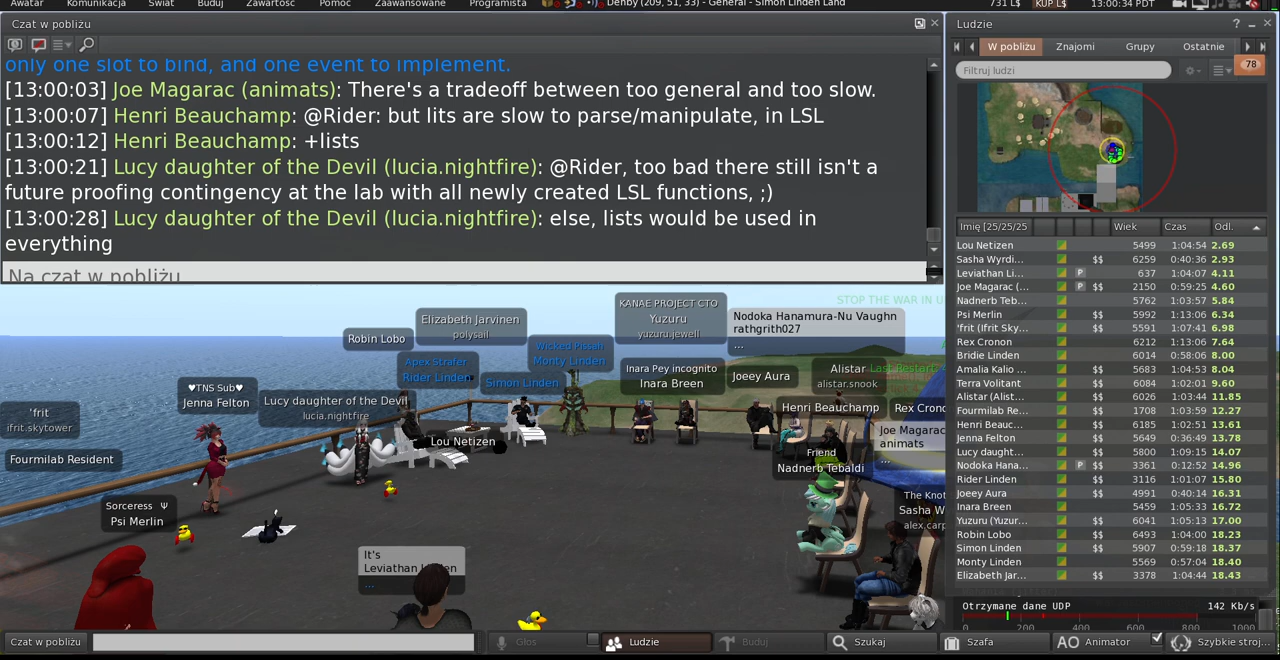 Awatar Komunikacja Świat Buduj Zawartość Pomoc Zaawansowane Programista Denby (209, 51, 33) - General - Simon Linden Land 731 L$ KUP L$ 13:00:34 PDT
Czat w pobliżu
only one slot to bind, and one event to implement.
[13:00:03] Joe Magarac (animats): There's a tradeoff between too general and too slow.
[13:00:07] Henri Beauchamp: @Rider: but lits are slow to parse/manipulate, in LSL
[13:00:12] Henri Beauchamp: +lists
[13:00:21] Lucy daughter of the Devil (lucia.nightfire): @Rider, too bad there still isn't a
future proofing contingency at the lab with all newly created LSL functions, ;)
[13:00:28] Lucy daughter of the Devil (lucia.nightfire): else, lists would be used in
everything
Na czat w pobliżu
Ludzie
? _ ×
W pobliżu Znajomi Grupy Ostatnie
78
Filtruj ludzi
Imię [25/25/25 Wiek Czas Odl.
Lou Netizen 5499 1:04:54 2.69
Sasha Wyrdi... $$ 6259 0:40:36 2.93
Leviathan Li... P 637 1:04:07 4.11
Joe Magarac (... P $$ 2150 0:59:25 4.60
Nadnerb Teb... 5762 1:03:57 5.84
Psi Merlin $$ 5992 1:13:06 6.34
'frit (Ifrit Sky... $$ 5591 1:07:41 6.98
Rex Cronon 6212 1:13:06 7.64
Bridie Linden 6014 0:58:06 8.00
Amalia Kalio ... $$ 5683 1:04:53 8.04
Terra Volitant $$ 6084 1:02:01 9.60
Alistar (Alist... $$ 6026 1:03:44 11.85
Fourmilab Re... 1708 1:03:59 12.27
Henri Beauc... $$ 6185 1:02:51 13.61
Jenna Felton $$ 5649 0:36:49 13.78
Lucy daught... $$ 5800 1:09:15 14.07
Nodoka Hana... P $$ 3361 0:12:52 14.96
Rider Linden $$ 3116 1:01:07 15.80
Joeey Aura $$ 4991 0:40:14 16.31
Inara Breen 5459 1:05:33 16.72
Yuzuru (Yuzur... $$ 6041 1:05:13 17.00
Robin Lobo $$ 6493 1:04:00 18.23
Simon Linden $$ 5907 0:59:18 18.37
Monty Linden 5569 0:57:04 18.40
Elizabeth Jar... $$ 3378 1:04:44 18.43
Otrzymane dane UDP 142 Kb/s
0 200 400 600 800 1000
STOP THE WAR IN U
KANAE PROJECT CTO
Yuzuru
yuzuru.jewell
Nodoka Hanamura-Nu Vaughn
rathgrith027
...
Elizabeth Jarvinen
polysail
Robin Lobo
Wicked Pissah
Monty Linden
Apex Strafer
Rider Linden
Simon Linden
Inara Pey incognito
Inara Breen
Joeey Aura
Alistar
alistar.snook
Last Restart:
♥TNS Sub♥
Jenna Felton
Lucy daughter of the Devil
lucia.nightfire
'frit
ifrit.skytower
Henri Beauchamp
Rex Crono
Lou Netizen
Joe Magarac
animats
...
Fourmilab Resident
Friend
Nadnerb Tebaldi
Sorceress Ψ
Psi Merlin
The Knot
Sasha W
alex.carp
It's
Leviathan Linden
...
Czat w pobliżu Głos Ludzie Buduj Szukaj Szafa AO Animator Szybkie stroj...